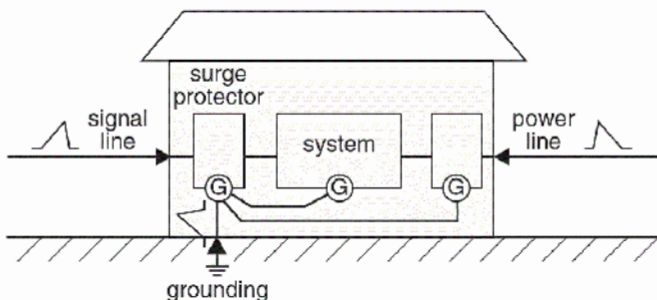 surge
protector
signal
line
system
power
line
G
G
G
grounding